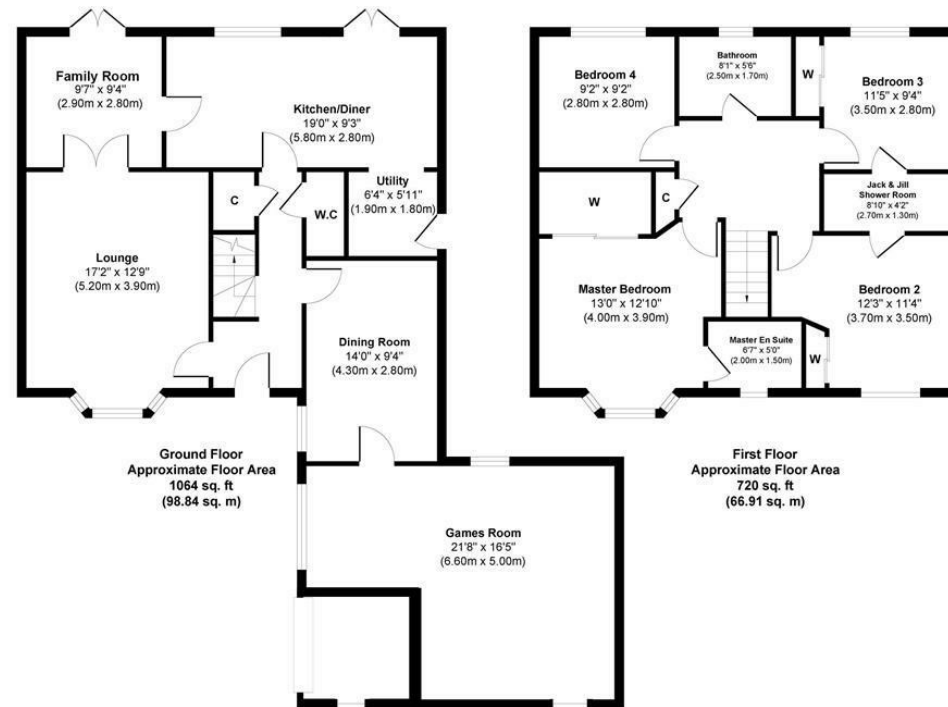 Family Room
9'7" x 9'4"
(2.90m x 2.80m)
Kitchen/Diner
19'0" x 9'3"
(5.80m x 2.80m)
Utility
6'4" x 5'11"
(1.90m x 1.80m)
C
W.C
Lounge
17'2" x 12'9"
(5.20m x 3.90m)
Dining Room
14'0" x 9'4"
(4.30m x 2.80m)
Ground Floor
Approximate Floor Area
1064 sq. ft
(98.84 sq. m)
Games Room
21'8" x 16'5"
(6.60m x 5.00m)
Bedroom 4
9'2" x 9'2"
(2.80m x 2.80m)
Bathroom
8'1" x 5'6"
(2.50m x 1.70m)
W
Bedroom 3
11'5" x 9'4"
(3.50m x 2.80m)
Jack & Jill
Shower Room
8'10" x 4'2"
(2.70m x 1.30m)
W
C
Master Bedroom
13'0" x 12'10"
(4.00m x 3.90m)
Bedroom 2
12'3" x 11'4"
(3.70m x 3.50m)
Master En Suite
6'7" x 5'0"
(2.00m x 1.50m)
W
First Floor
Approximate Floor Area
720 sq. ft
(66.91 sq. m)